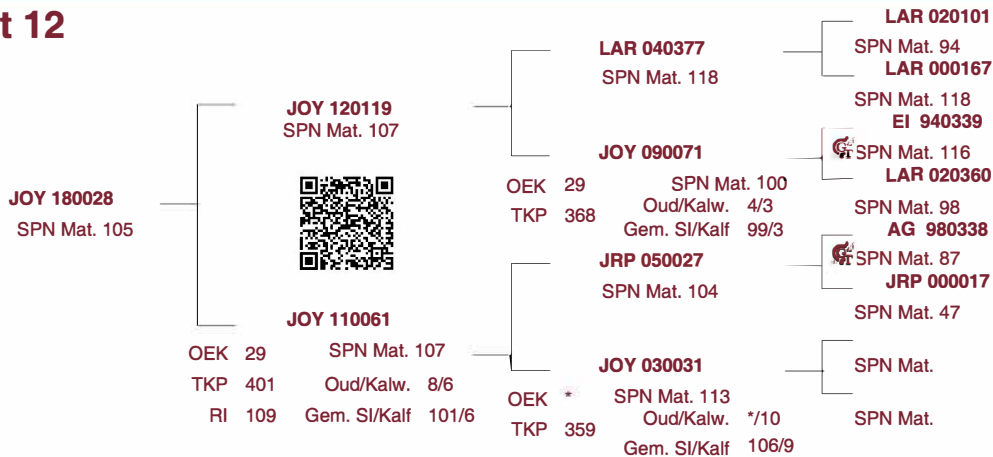 t 12
JOY 180028
SPN Mat. 105
JOY 120119
SPN Mat. 107
JOY 110061
OEK 29 SPN Mat. 107
TKP 401 Oud/Kalw. 8/6
RI 109 Gem. SI/Kalf 101/6
LAR 040377
SPN Mat. 118
JOY 090071
OEK 29 SPN Mat. 100
TKP 368 Oud/Kalw. 4/3
Gem. SI/Kalf 99/3
JRP 050027
SPN Mat. 104
JOY 030031
OEK * SPN Mat. 113
TKP 359 Oud/Kalw. */10
Gem. SI/Kalf 106/9
LAR 020101
SPN Mat. 94
LAR 000167
SPN Mat. 118
EI 940339
SPN Mat. 116
LAR 020360
SPN Mat. 98
AG 980338
SPN Mat. 87
JRP 000017
SPN Mat. 47
SPN Mat.
SPN Mat.